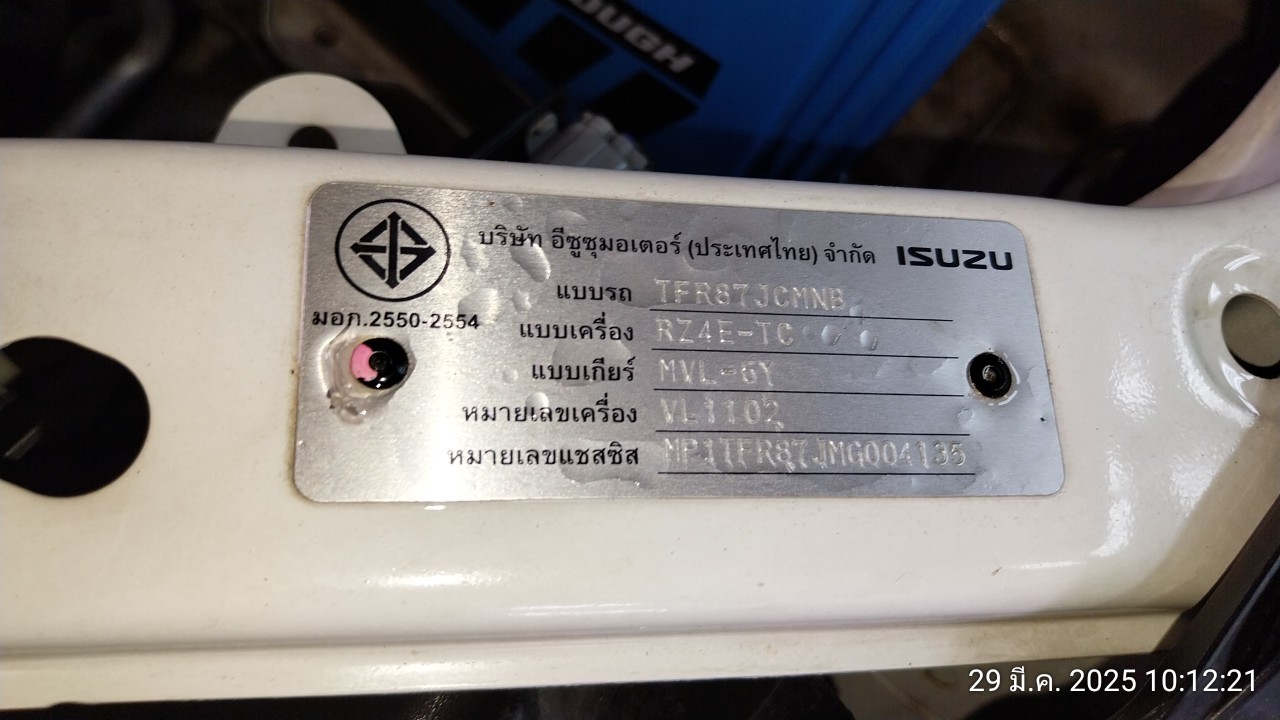 OUGH
บริษัท อีซูซุมอเตอร์ (ประเทศไทย) จำกัด ISUZU
แบบรถ TFR87JCMNB
มอก.2550-2554
แบบเครื่อง RZ4E-TC
แบบเกียร์ MVL-6Y
หมายเลขเครื่อง VL1102
หมายเลขแชสซิส MP1TFR87JMG004135
29 มี.ค. 2025 10:12:21